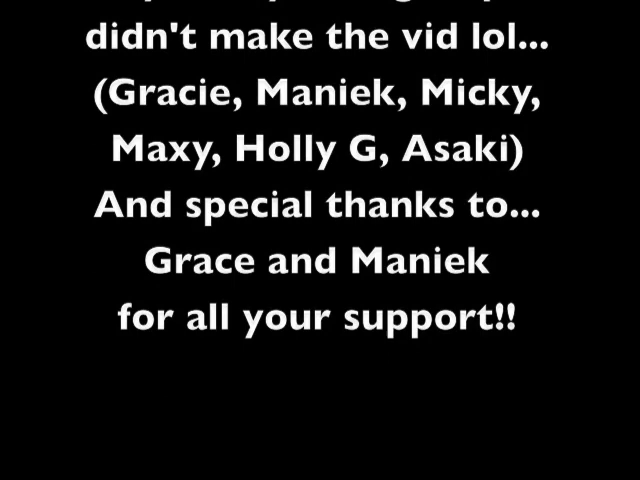 didn't make the vid lol...
(Gracie, Maniek, Micky,
Maxy, Holly G, Asaki)
And special thanks to...
Grace and Maniek
for all your support!!